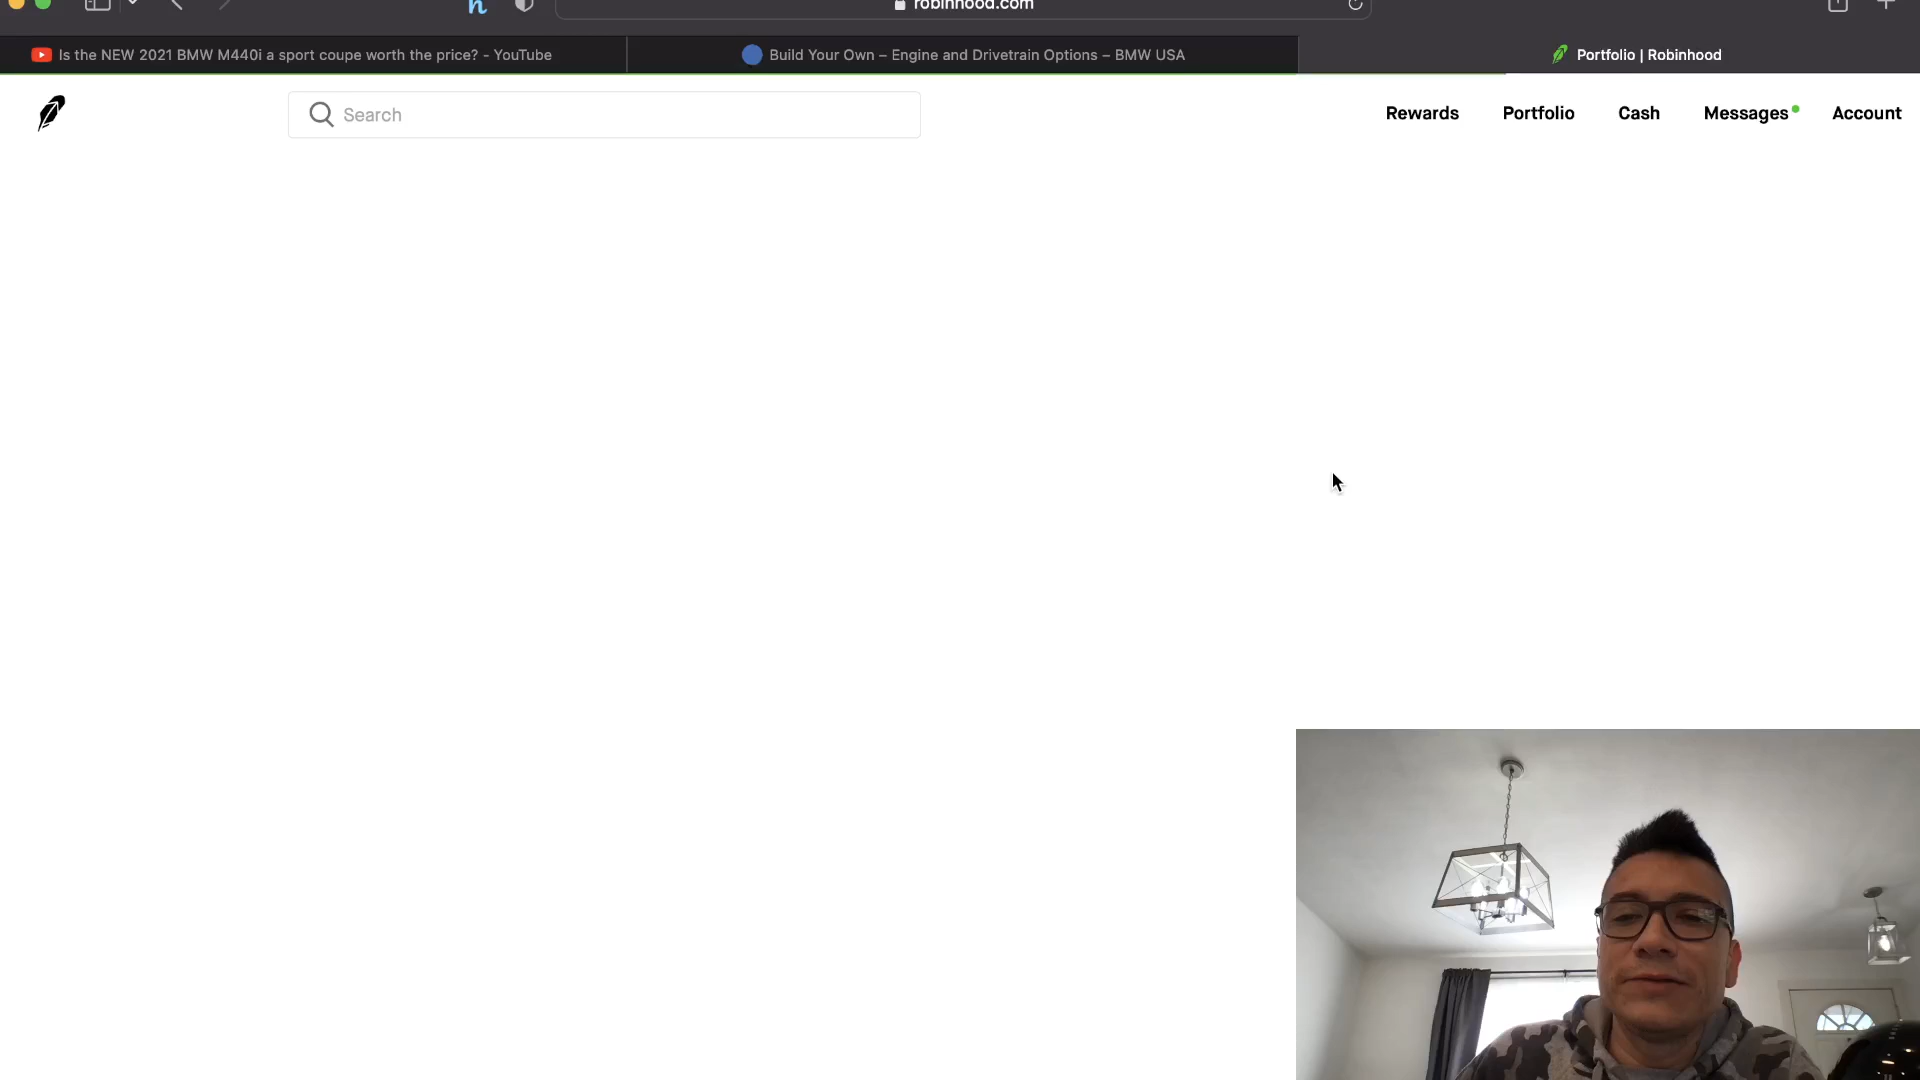 robinhood.com
Is the NEW 2021 BMW M440i a sport coupe worth the price? - YouTube
Build Your Own – Engine and Drivetrain Options – BMW USA
Portfolio | Robinhood
Search
Rewards
Portfolio
Cash
Messages
Account